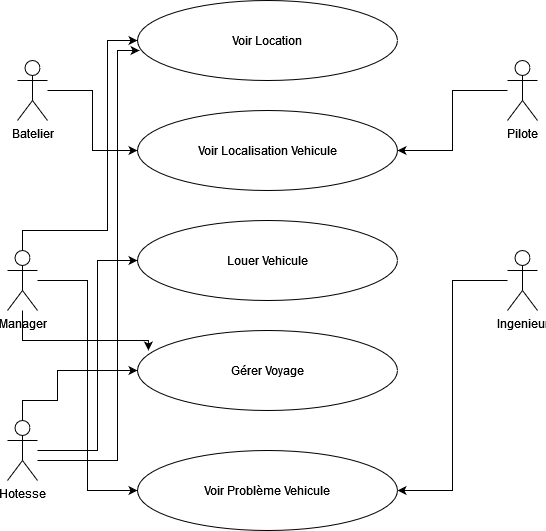 Voir Location
Batelier
Voir Localisation Vehicule
Pilote
Louer Vehicule
Manager
Ingenieur
Gérer Voyage
Hotesse
Voir Problème Vehicule